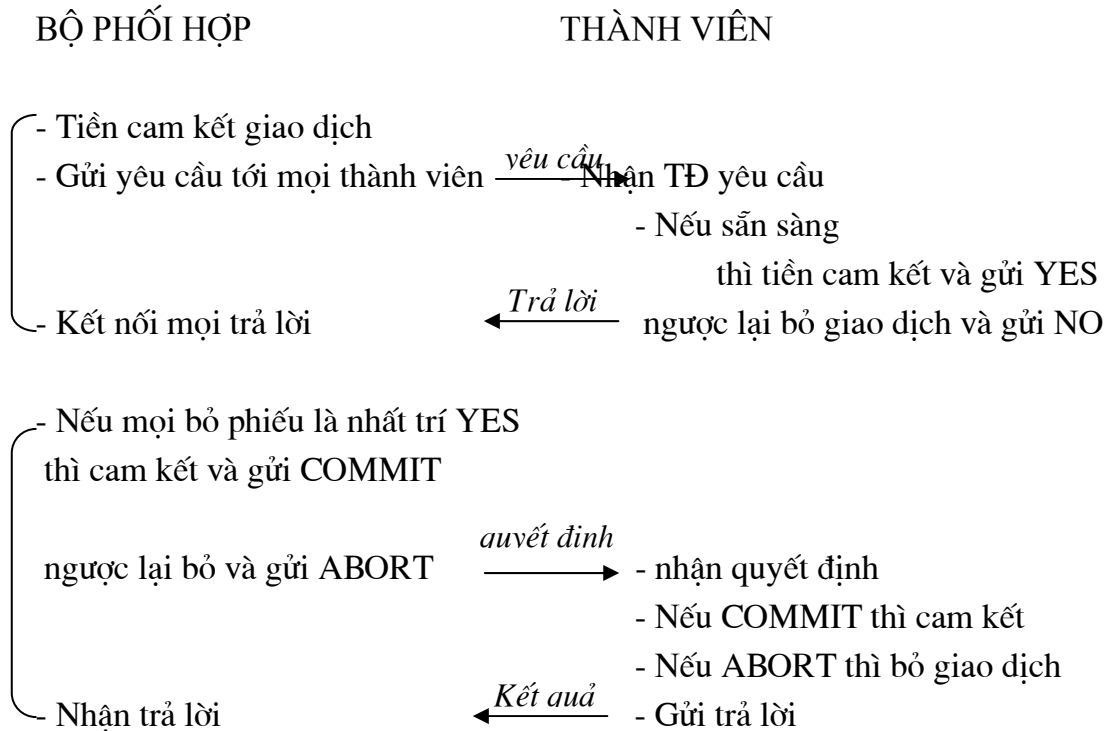 BỘ PHỐI HỢP THÀNH VIÊN
- Tiền cam kết giao dịch
- Gửi yêu cầu tới mọi thành viên yêu cầu - Nhận TĐ yêu cầu
- Nếu sẵn sàng
thì tiền cam kết và gửi YES
- Kết nối mọi trả lời Trả lời ngược lại bỏ giao dịch và gửi NO
- Nếu mọi bỏ phiếu là nhất trí YES
thì cam kết và gửi COMMIT
ngược lại bỏ và gửi ABORT quyết định - nhận quyết định
- Nếu COMMIT thì cam kết
- Nếu ABORT thì bỏ giao dịch
- Nhận trả lời Kết quả - Gửi trả lời